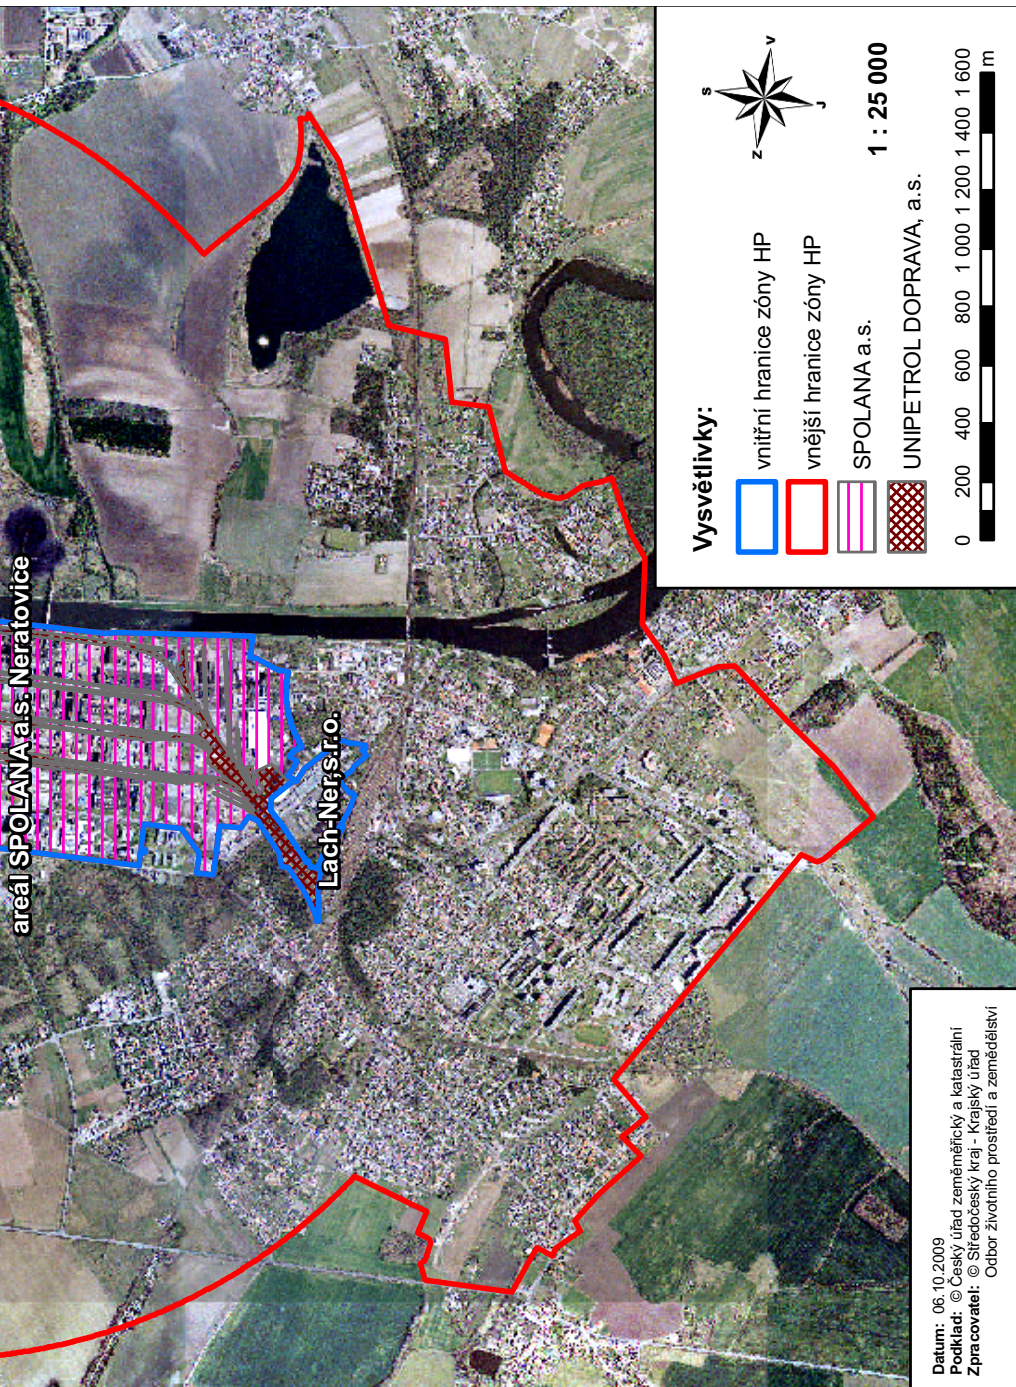 areál SPOLANA a.s. Neratovice
Lach-Ner,s.r.o.
S
V
J
Z
1 : 25 000
Vysvětlivky:
vnitřní hranice zóny HP
vnější hranice zóny HP
SPOLANA a.s.
UNIPETROL DOPRAVA, a.s.
0 200 400 600 800 1 000 1 200 1 400 1 600 m
Datum: 06.10.2009
Podklad: © Český úřad zeměměřický a katastrální
Zpracovatel: © Středočeský kraj - Krajský úřad
Odbor životního prostředí a zemědělství